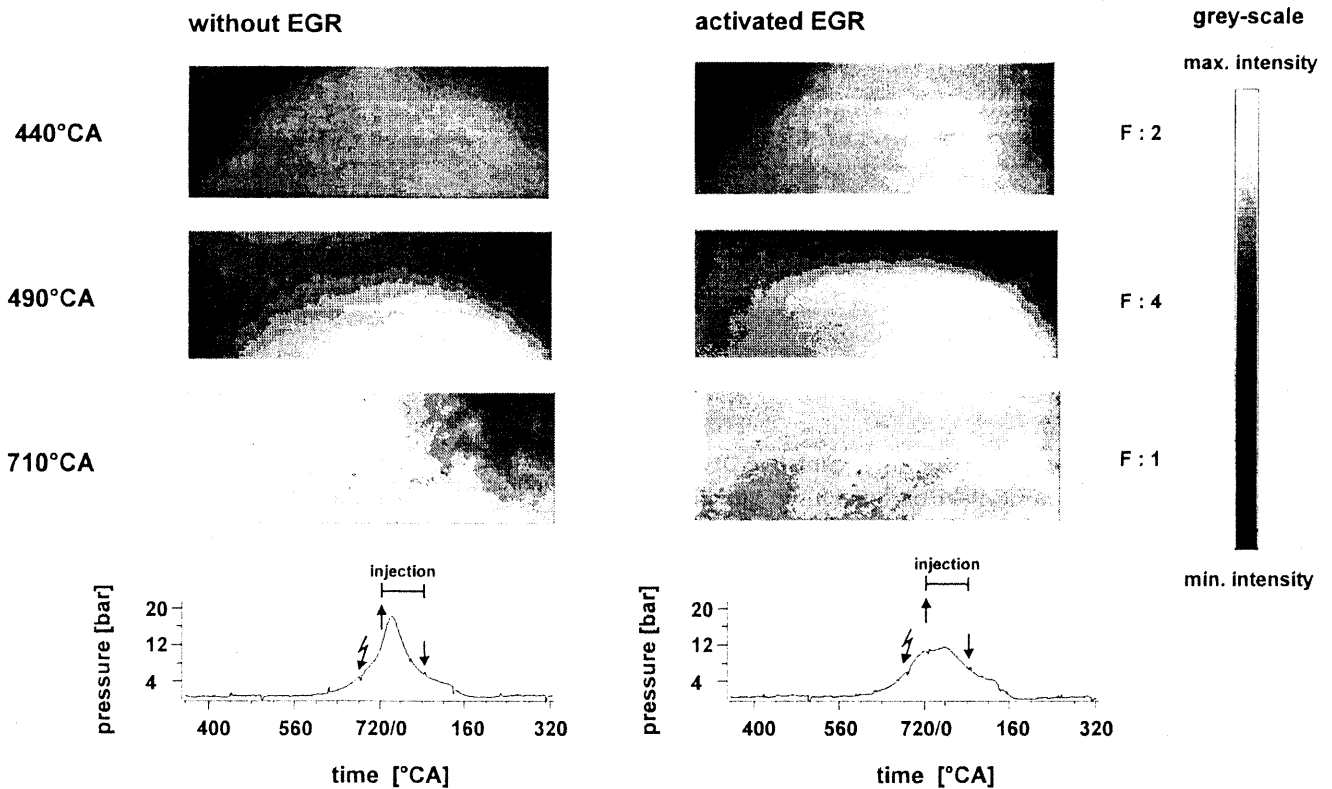 without EGR
activated EGR
grey-scale
max. intensity
440°CA
F : 2
490°CA
F : 4
710°CA
F : 1
min. intensity
injection
pressure [bar]
20
12
4
400 560 720/0 160 320
time [°CA]
injection
pressure [bar]
20
12
4
400 560 720/0 160 320
time [°CA]